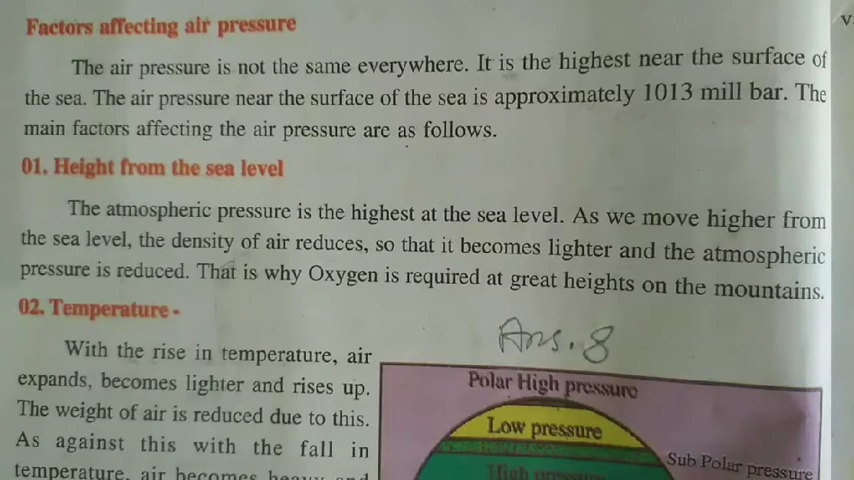 Factors affecting air pressure
The air pressure is not the same everywhere. It is the highest near the surface of
the sea. The air pressure near the surface of the sea is approximately 1013 mill bar. The
main factors affecting the air pressure are as follows.
01. Height from the sea level
The atmospheric pressure is the highest at the sea level. As we move higher from
the sea level, the density of air reduces, so that it becomes lighter and the atmospheric
pressure is reduced. That is why Oxygen is required at great heights on the mountains.
02. Temperature -
Ans. 8
With the rise in temperature, air
expands, becomes lighter and rises up.
The weight of air is reduced due to this.
As against this with the fall in
temperature, air becomes heavy and
Polar High pressure
Low pressure
High pressure
Sub Polar pressure